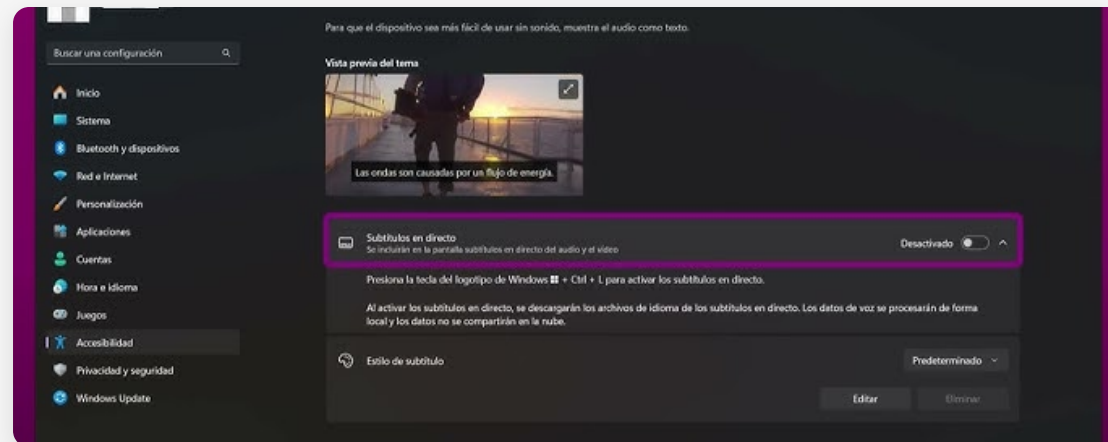 Para que el dispositivo sea más fácil de usar sin sonido, muestra el audio como texto.
Buscar una configuración
Vista previa del tema
Inicio
Sistema
Bluetooth y dispositivos
Red e Internet
Personalización
Aplicaciones
Cuentas
Hora e idioma
Juegos
Accesibilidad
Privacidad y seguridad
Windows Update
Las ondas son causadas por un flujo de energía.
Subtítulos en directo
Se incluirán en la pantalla subtítulos en directo del audio y el vídeo
Desactivado
Presiona la tecla del logotipo de Windows + Ctrl + L para activar los subtítulos en directo.
Al activar los subtítulos en directo, se descargarán los archivos de idioma de los subtítulos en directo. Los datos de voz se procesarán de forma
local y los datos no se compartirán en la nube.
Estilo de subtítulo
Predeterminado
Editar
Eliminar